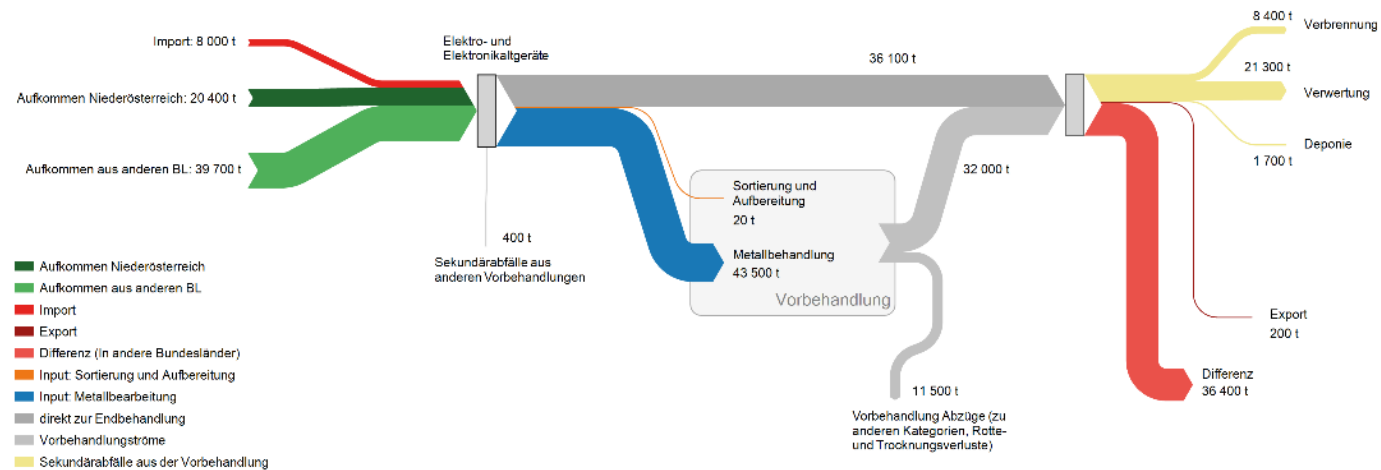 Import: 8 000 t
Aufkommen Niederösterreich: 20 400 t
Aufkommen aus anderen BL: 39 700 t
Elektro- und
Elektronikaltgeräte
400 t
Sekundärabfälle aus
anderen Vorbehandlungen
36 100 t
Sortierung und
Aufbereitung
20 t
Metallbehandlung
43 500 t
Vorbehandlung
32 000 t
11 500 t
Vorbehandlung Abzüge (zu
anderen Kategorien, Rotte-
und Trocknungsverluste)
8 400 t
Verbrennung
21 300 t
Verwertung
Deponie
1 700 t
Export
200 t
Differenz
36 400 t
Aufkommen Niederösterreich
Aufkommen aus anderen BL
Import
Export
Differenz (In andere Bundesländer)
Input: Sortierung und Aufbereitung
Input: Metallbearbeitung
direkt zur Endbehandlung
Vorbehandlungströme
Sekundärabfälle aus der Vorbehandlung